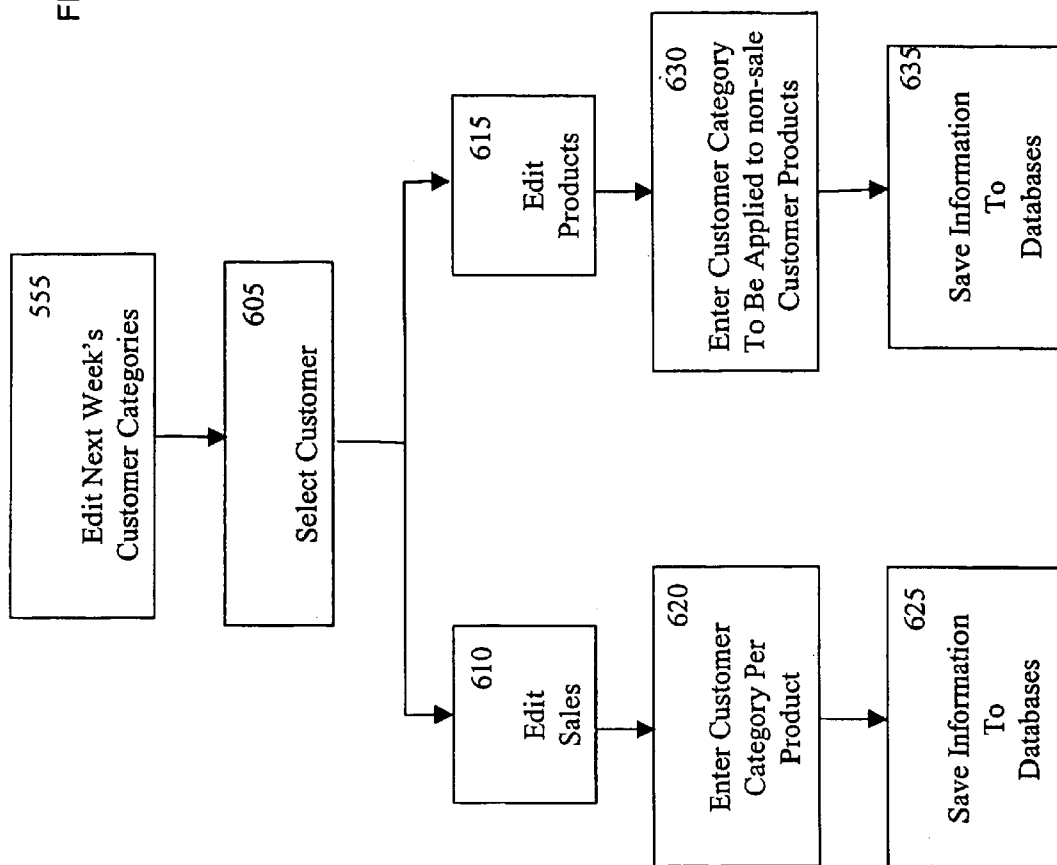 FI
555
Edit Next Week's
Customer Categories
605
Select Customer
610
Edit
Sales
615
Edit
Products
620
Enter Customer
Category Per
Product
630
Enter Customer Category
To Be Applied to non-sale
Customer Products
625
Save Information
To
Databases
635
Save Information
To
Databases